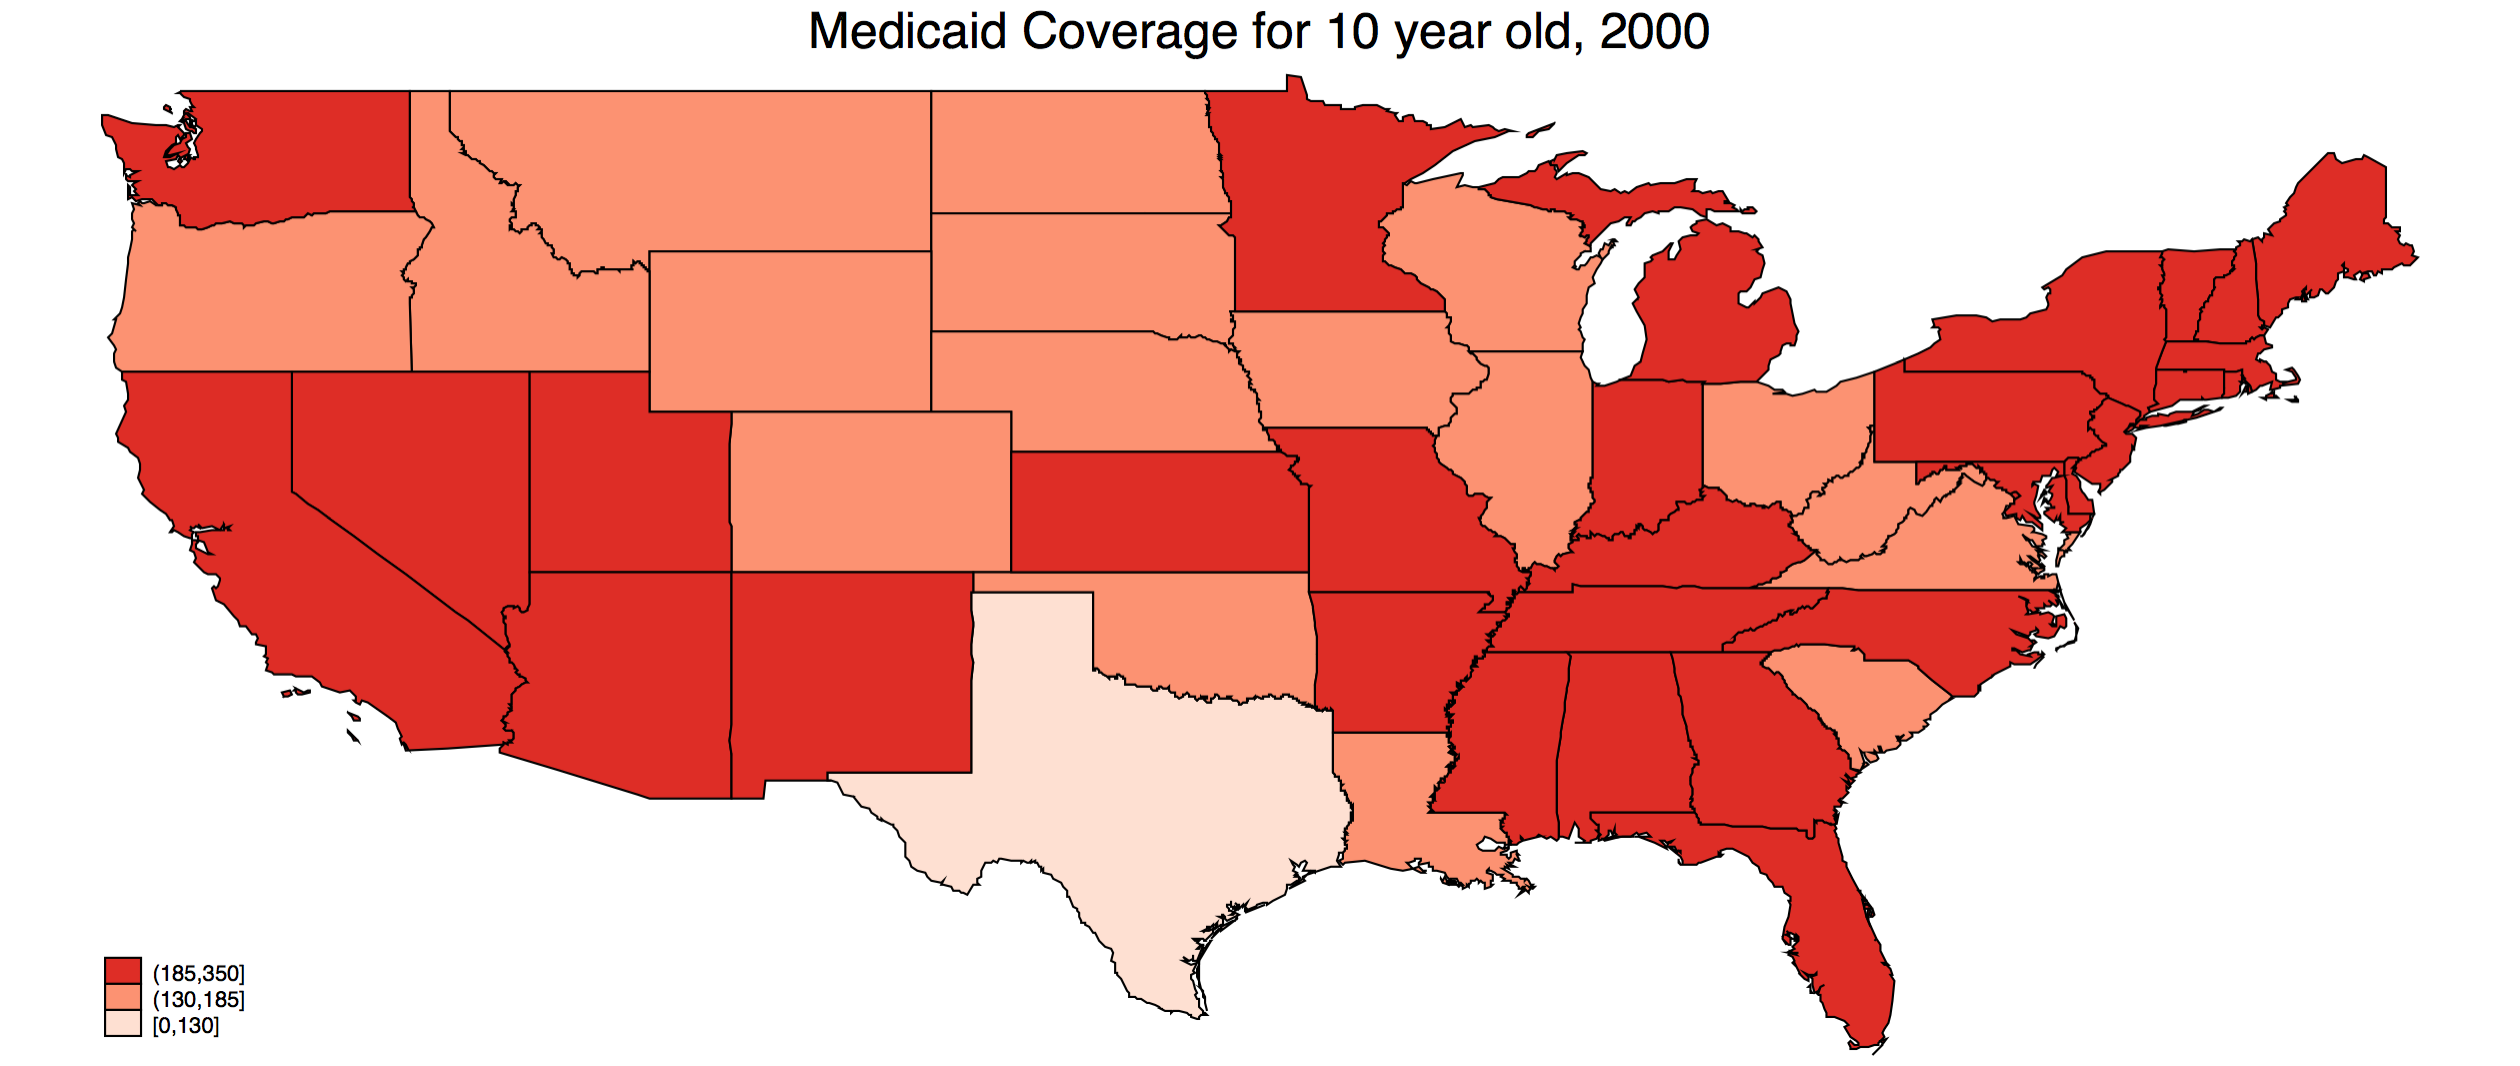 Medicaid Coverage for 10 year old, 2000
(185,350]
(130,185]
[0,130]